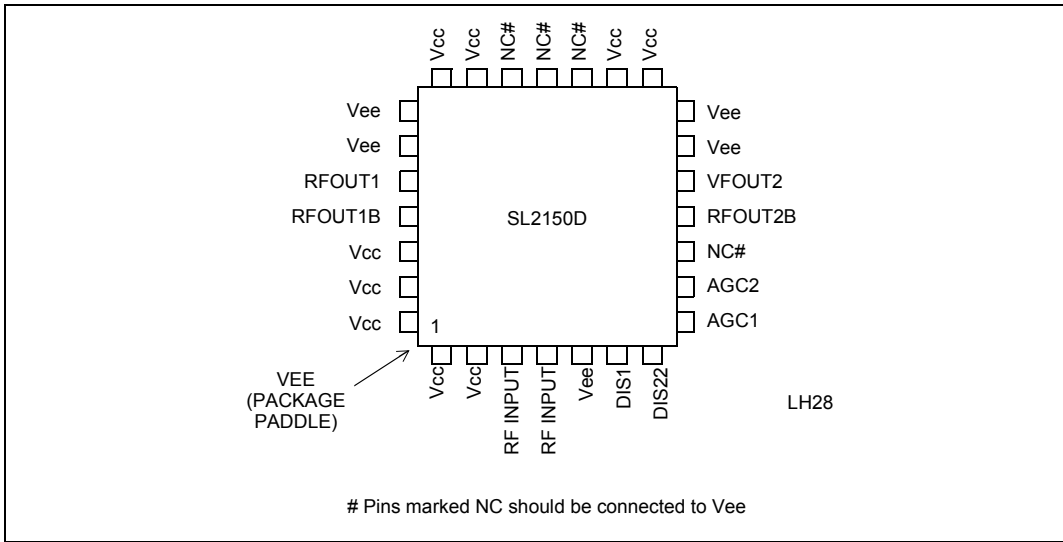 Vcc
Vcc
NC#
NC#
NC#
Vcc
Vcc
Vee
Vee
RFOUT1
RFOUT1B
Vcc
Vcc
Vcc
SL2150D
1
Vee
Vee
VFOUT2
RFOUT2B
NC#
AGC2
AGC1
Vcc
Vcc
RF INPUT
RF INPUT
Vee
DIS1
DIS22
VEE
(PACKAGE
PADDLE)
LH28
# Pins marked NC should be connected to Vee